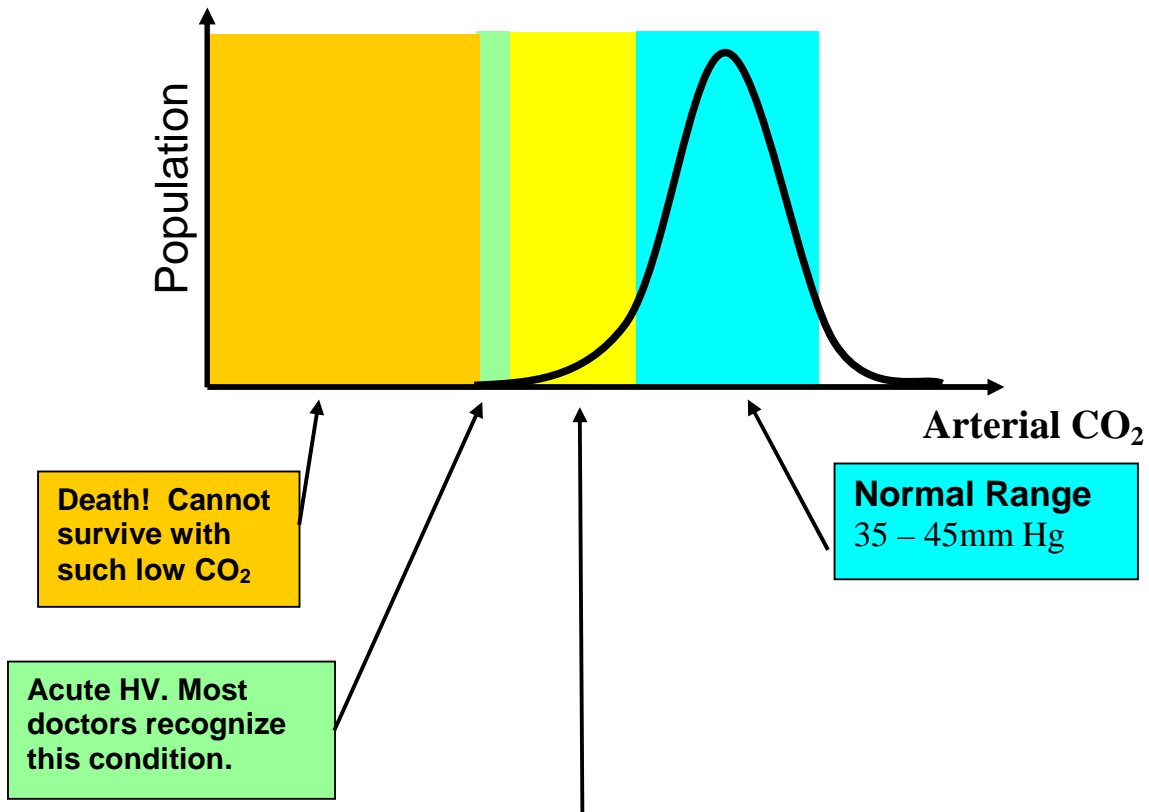 Population
Arterial CO₂
Death! Cannot
survive with
such low CO₂
Normal Range
35 – 45mm Hg
Acute HV. Most
doctors recognize
this condition.